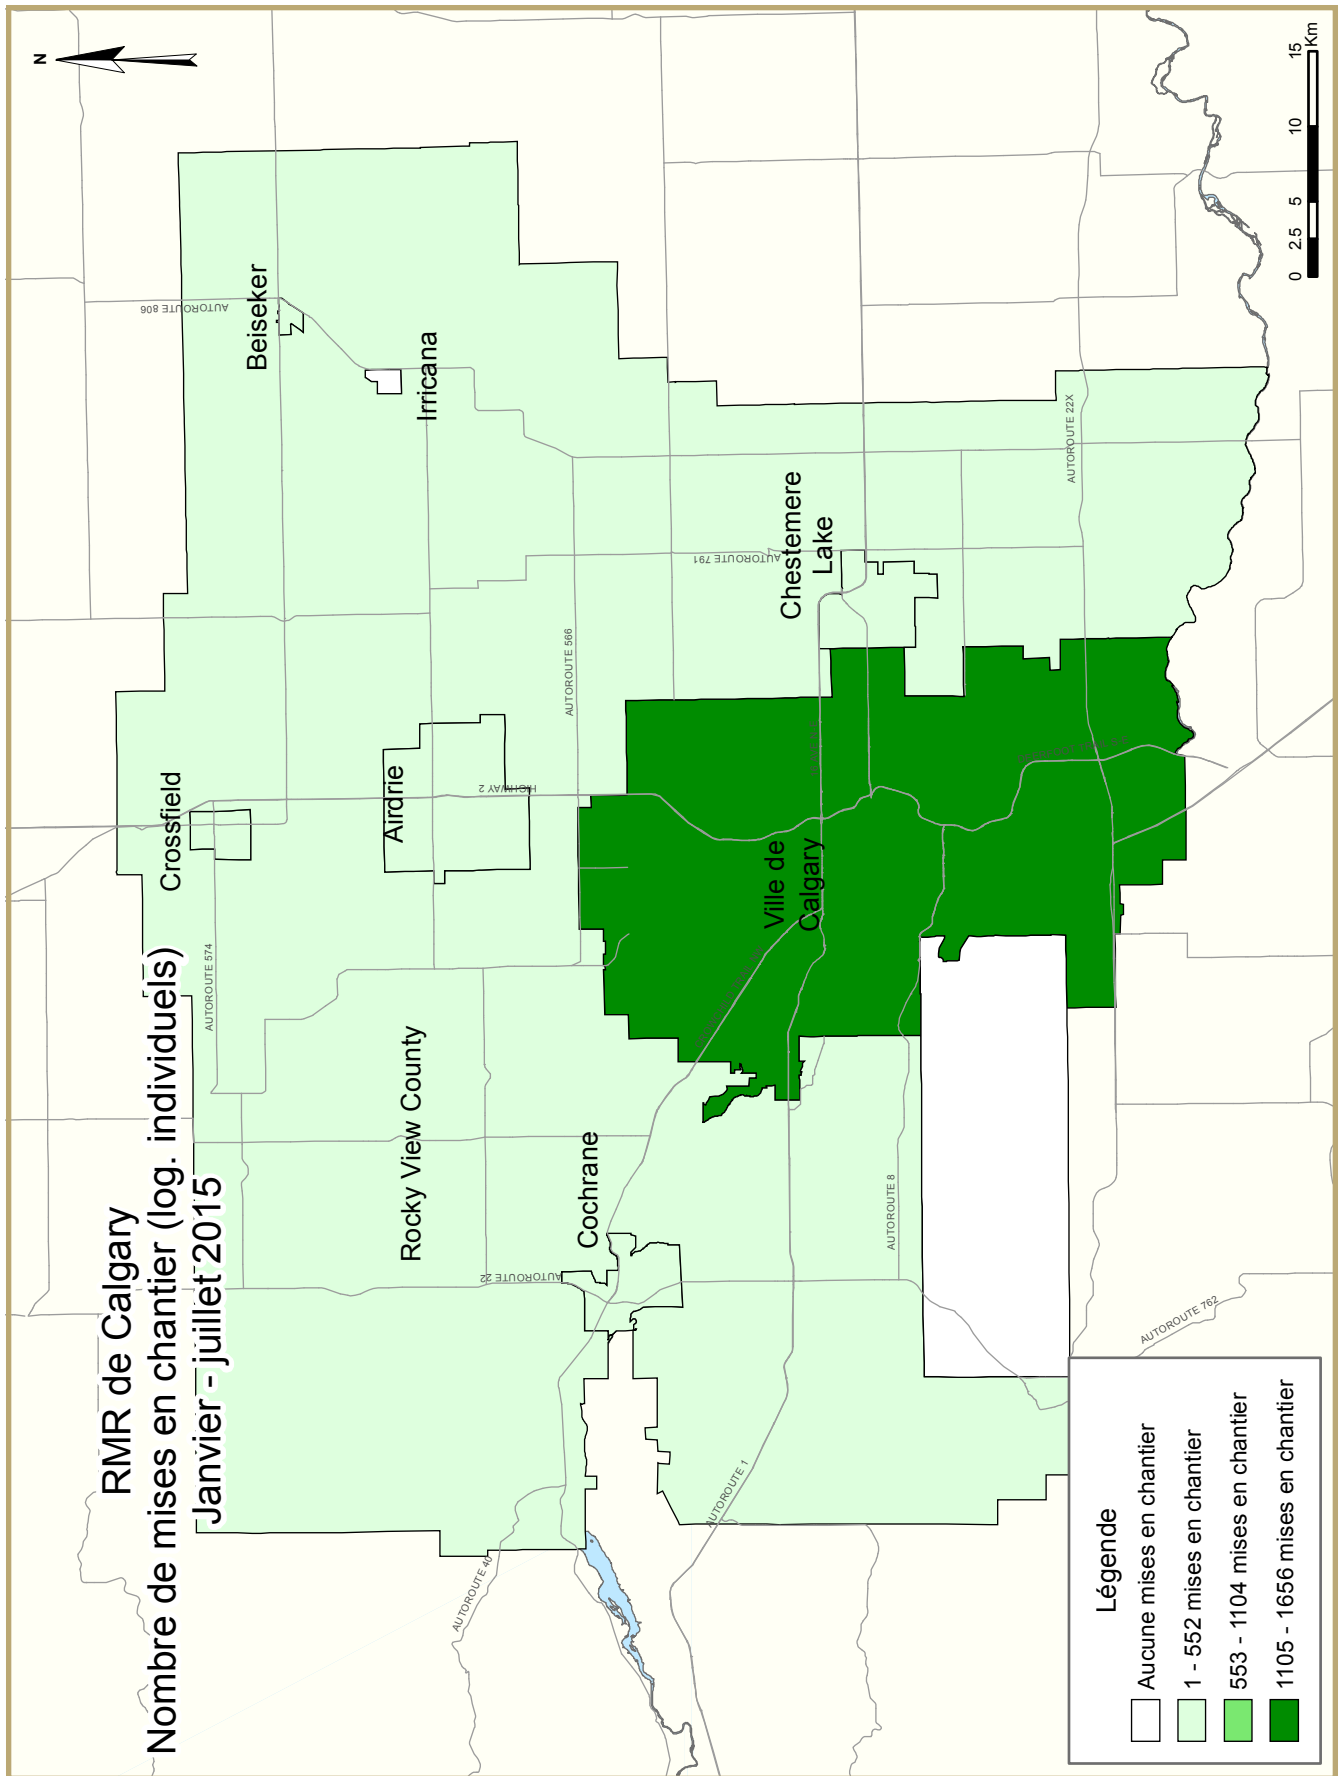 RMR de Calgary
Nombre de mises en chantier (log. individuels)
Janvier - juillet 2015
N
AUTOROUTE 806
Beiseker
Irricana
Crossfield
AUTOROUTE 574
Airdrie
HIGHWAY 2
AUTOROUTE 566
Rocky View County
Cochrane
AUTOROUTE 22
AUTOROUTE 40
AUTOROUTE 791
Chestemere
Lake
Ville de
Calgary
AUTOROUTE 1
AUTOROUTE 8
AUTOROUTE 22X
AUTOROUTE 762
Légende
Aucune mises en chantier
1 - 552 mises en chantier
553 - 1104 mises en chantier
1105 - 1656 mises en chantier
0 2.5 5 10 15
Km